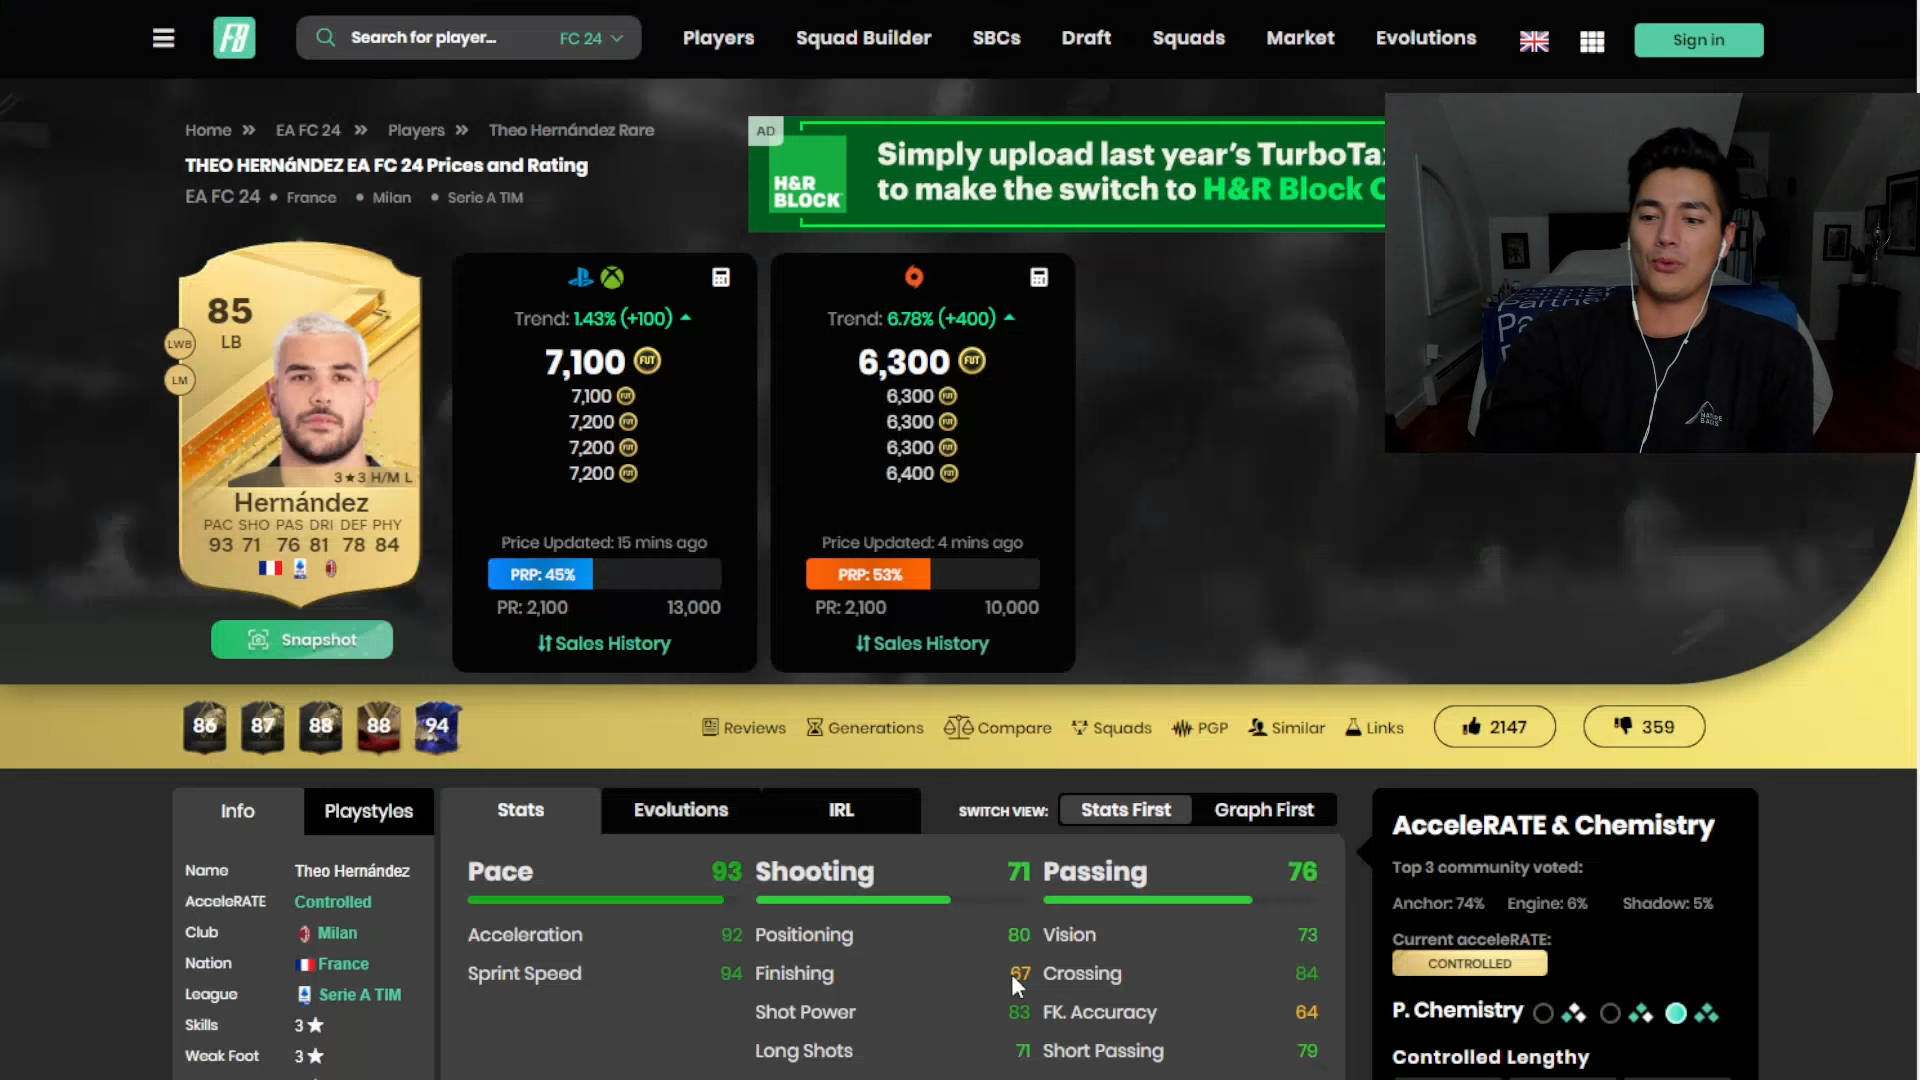 Search for player...
FC 24
Players
Squad Builder
SBCs
Draft
Squads
Market
Evolutions
Sign in
Home » EA FC 24 » Players » Theo Hernández Rare
THEO HERNáNDEZ EA FC 24 Prices and Rating
EA FC 24 • France • Milan • Serie A TIM
AD
H&R
BLOCK
Simply upload last year's TurboTa
to make the switch to H&R Block
85
LB
LWB
LM
3★3 H/M L
Hernández
PAC SHO PAS DRI DEF PHY
93 71 76 81 78 84
Snapshot
Trend: 1.43% (+100)
7,100
7,100
7,200
7,200
7,200
Price Updated: 15 mins ago
PRP: 45%
PR: 2,100 13,000
Sales History
Trend: 6.78% (+400)
6,300
6,300
6,300
6,300
6,400
Price Updated: 4 mins ago
PRP: 53%
PR: 2,100 10,000
Sales History
86 87 88 88 94
Reviews Generations Compare Squads PGP Similar Links 2147 359
Info Playstyles
Name Theo Hernández
AcceleRATE Controlled
Club Milan
Nation France
League Serie A TIM
Skills 3★
Weak Foot 3★
Stats Evolutions IRL
SWITCH VIEW: Stats First Graph First
Pace 93
Acceleration 92
Sprint Speed 94
Shooting 71
Positioning 80
Finishing 67
Shot Power 83
Long Shots 71
Passing 76
Vision 73
Crossing 84
FK. Accuracy 64
Short Passing 79
AcceleRATE & Chemistry
Top 3 community voted:
Anchor: 74% Engine: 6% Shadow: 5%
Current acceleRATE:
CONTROLLED
P. Chemistry
Controlled Lengthy